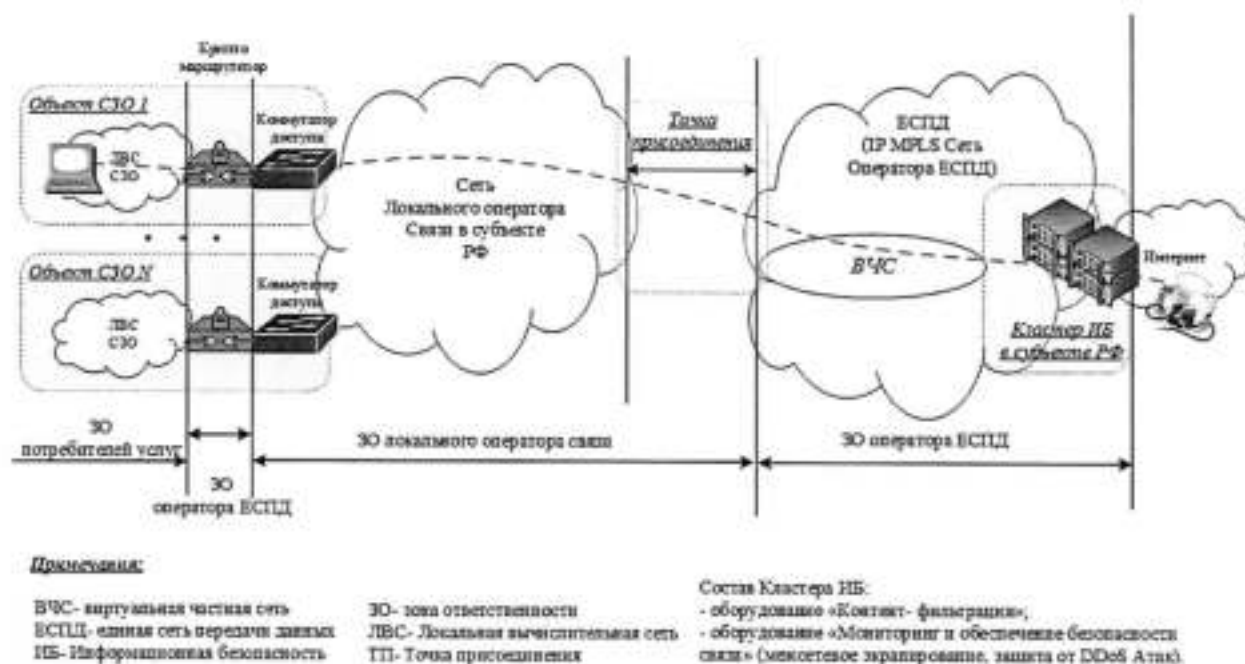 Крипто
маршрутизатор
Объект СЗО 1
Коммутатор
доступа
ЛВС
СЗО
Точка
присоединения
ЕСПД
(IP MPLS Сеть
Оператора ЕСПД)
Сеть
Локального оператора
Связи в субъекте
РФ
Объект СЗО N
Коммутатор
доступа
ЛВС
СЗО
ВЧС
Интернет
Кластер ИБ
в субъекте РФ
ЗО
потребителей услуг
ЗО локального оператора связи
ЗО оператора ЕСПД
ЗО
оператора ЕСПД
Примечания:
ВЧС- виртуальная частная сеть
ЕСПД- единая сеть передачи данных
ИБ- Информационная безопасность
ЗО- зона ответственности
ЛВС- Локальная вычислительная сеть
ТП- Точка присоединения
Состав Кластера ИБ:
- оборудование «Контент- фильтрации»;
- оборудование «Мониторинг и обеспечение безопасности
связи» (межсетевое экранирование, защита от DDoS Атак).